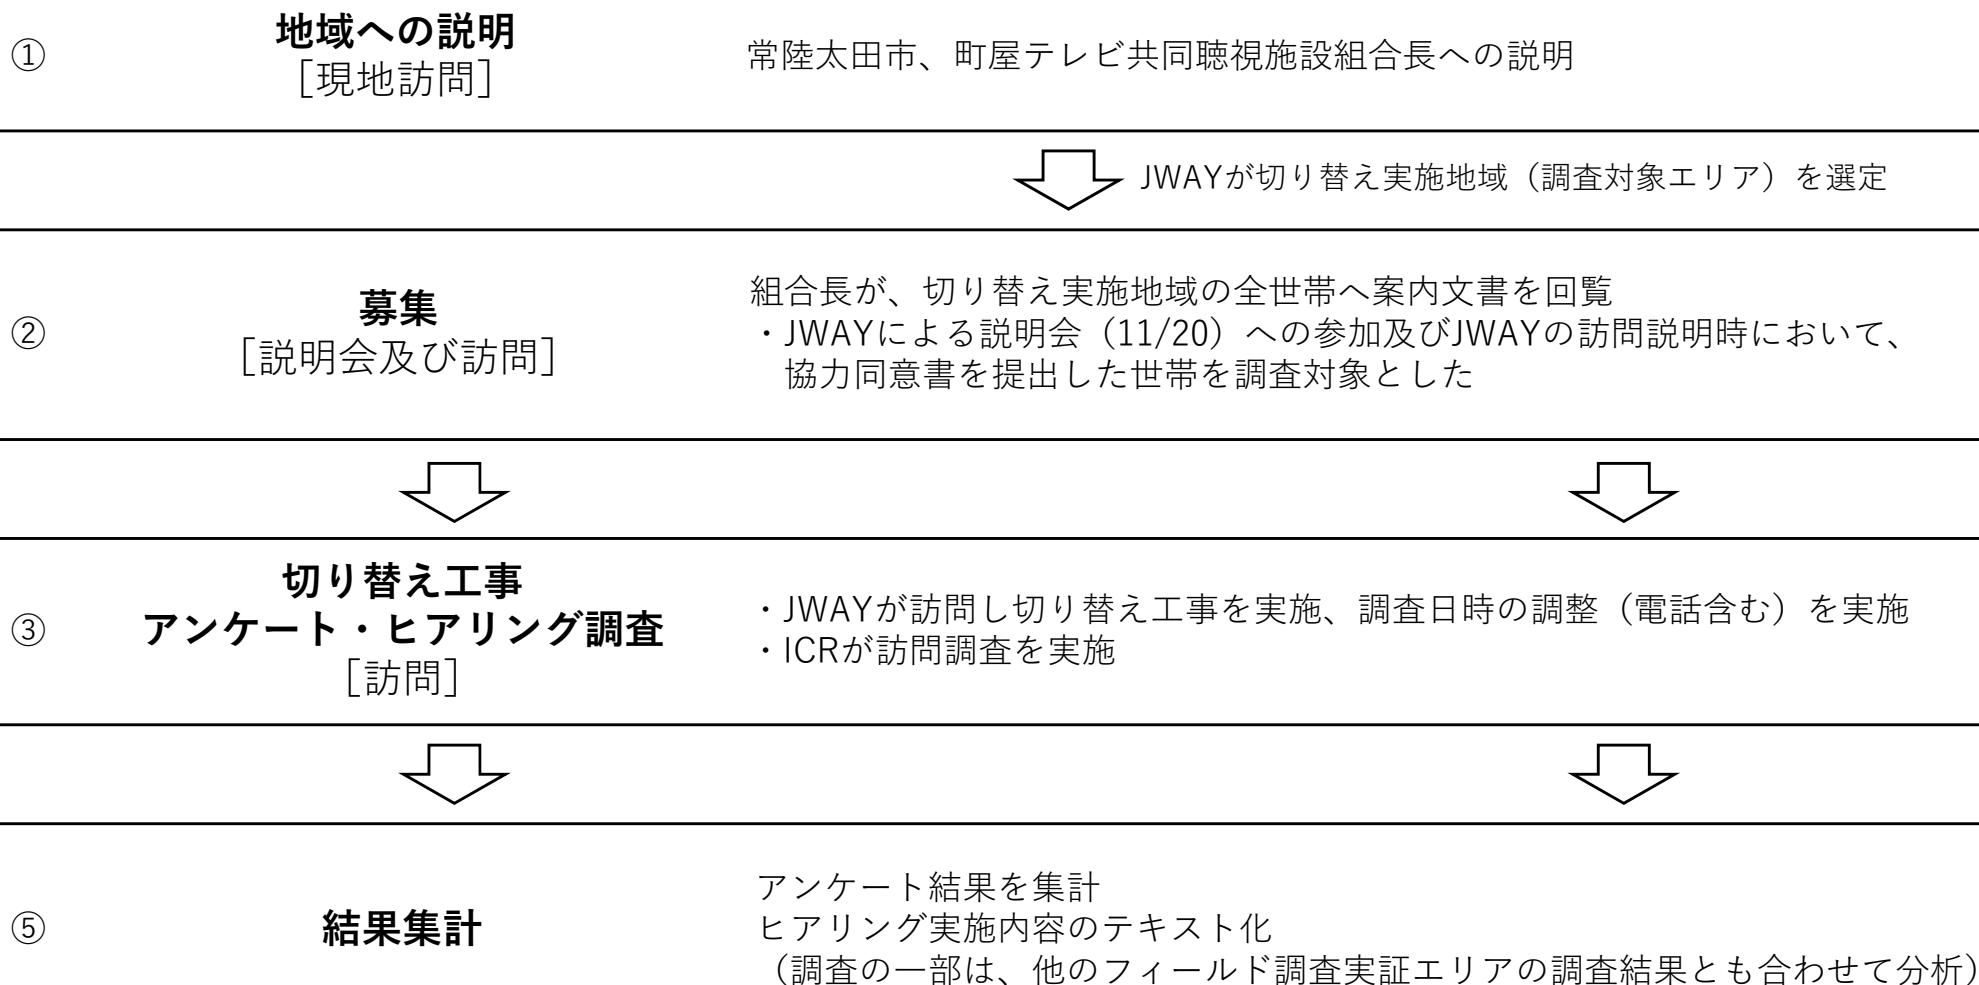 ①
地域への説明
［現地訪問］
常陸太田市、町屋テレビ共同聴視施設組合長への説明
JWAYが切り替え実施地域（調査対象エリア）を選定
②
募集
［説明会及び訪問］
組合長が、切り替え実施地域の全世帯へ案内文書を回覧
・JWAYによる説明会（11/20）への参加及びJWAYの訪問説明時において、
協力同意書を提出した世帯を調査対象とした
③
切り替え工事
アンケート・ヒアリング調査
［訪問］
・JWAYが訪問し切り替え工事を実施、調査日時の調整（電話含む）を実施
・ICRが訪問調査を実施
⑤
結果集計
アンケート結果を集計
ヒアリング実施内容のテキスト化
（調査の一部は、他のフィールド調査実証エリアの調査結果とも合わせて分析）